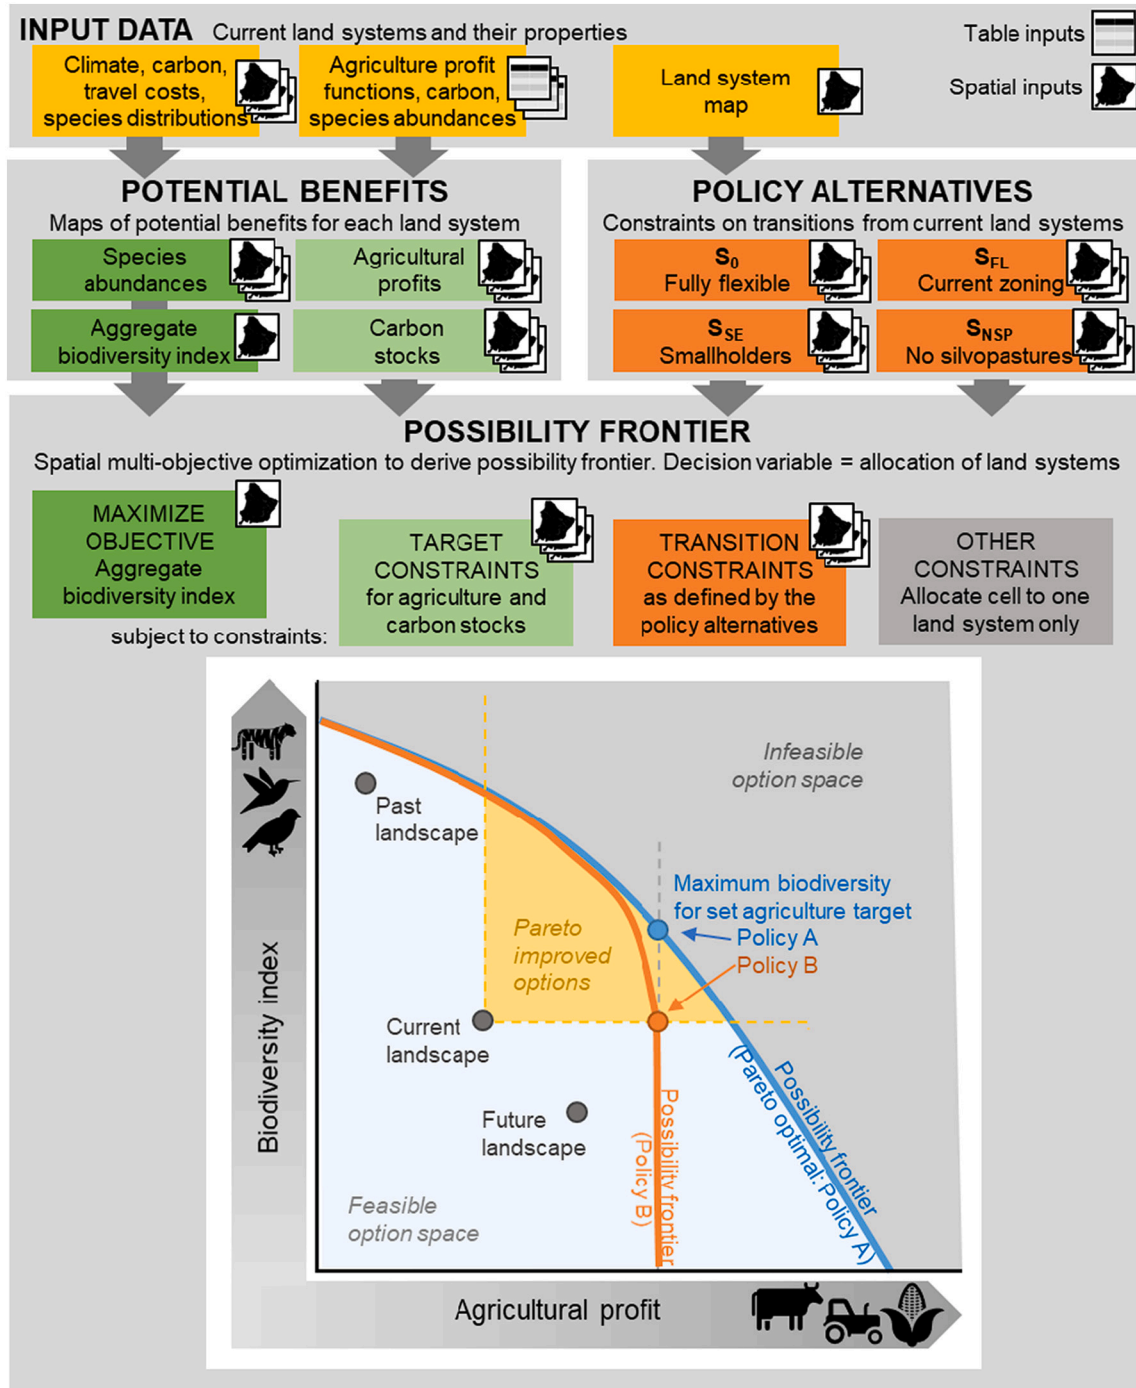 INPUT DATA Current land systems and their properties
Table inputs
Spatial inputs
Climate, carbon,
travel costs,
species distributions
Agriculture profit
functions, carbon,
species abundances
Land system
map
POTENTIAL BENEFITS
Maps of potential benefits for each land system
Species
abundances
Agricultural
profits
Aggregate
biodiversity index
Carbon
stocks
POLICY ALTERNATIVES
Constraints on transitions from current land systems
S0
Fully flexible
SFL
Current zoning
SSE
Smallholders
SNSP
No silvopastures
POSSIBILITY FRONTIER
Spatial multi-objective optimization to derive possibility frontier. Decision variable = allocation of land systems
MAXIMIZE
OBJECTIVE
Aggregate
biodiversity index
subject to constraints:
TARGET
CONSTRAINTS
for agriculture and
carbon stocks
TRANSITION
CONSTRAINTS
as defined by the
policy alternatives
OTHER
CONSTRAINTS
Allocate cell to one
land system only
Biodiversity index
Infeasible
option space
Past
landscape
Maximum biodiversity
for set agriculture target
Policy A
Policy B
Pareto
improved
options
Current
landscape
Future
landscape
Feasible
option space
Possibility frontier
(Policy B)
Possibility frontier
(Pareto optimal: Policy A)
Agricultural profit